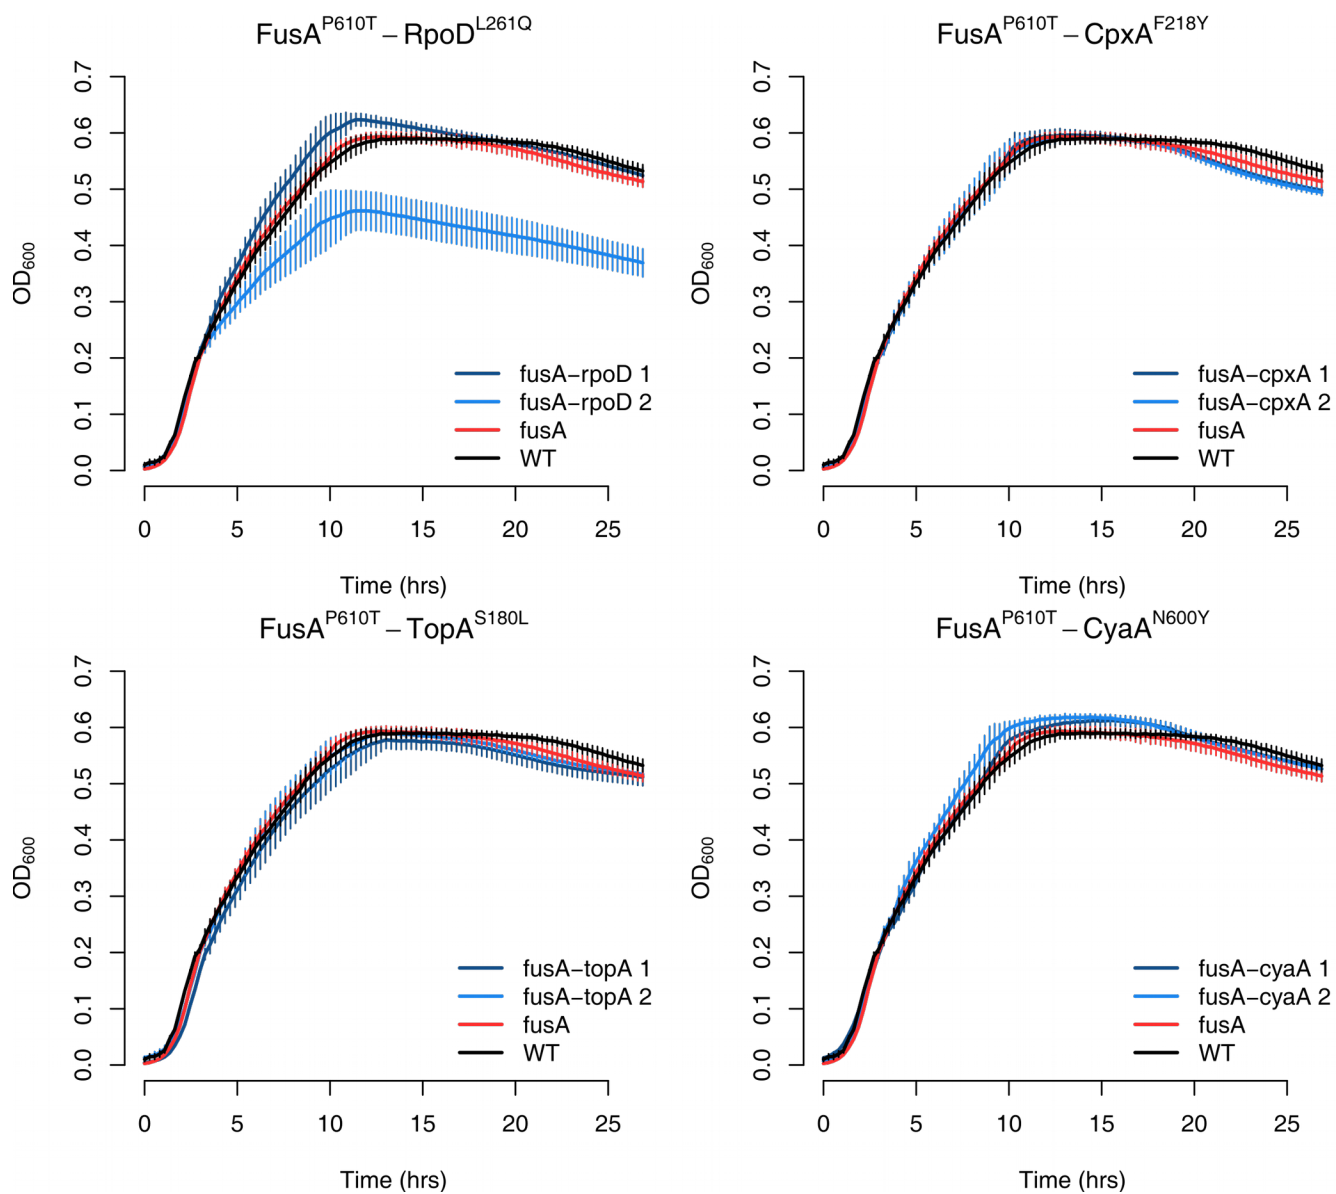 FusA^P610T – RpoD^L261Q
0.7
0.6
0.5
0.4
0.3
0.2
0.1
0.0
OD600
fusA–rpoD 1
fusA–rpoD 2
fusA
WT
0 5 10 15 20 25
Time (hrs)
FusA^P610T – CpxA^F218Y
0.7
0.6
0.5
0.4
0.3
0.2
0.1
0.0
OD600
fusA–cpxA 1
fusA–cpxA 2
fusA
WT
0 5 10 15 20 25
Time (hrs)
FusA^P610T – TopA^S180L
0.7
0.6
0.5
0.4
0.3
0.2
0.1
0.0
OD600
fusA–topA 1
fusA–topA 2
fusA
WT
0 5 10 15 20 25
Time (hrs)
FusA^P610T – CyaA^N600Y
0.7
0.6
0.5
0.4
0.3
0.2
0.1
0.0
OD600
fusA–cyaA 1
fusA–cyaA 2
fusA
WT
0 5 10 15 20 25
Time (hrs)